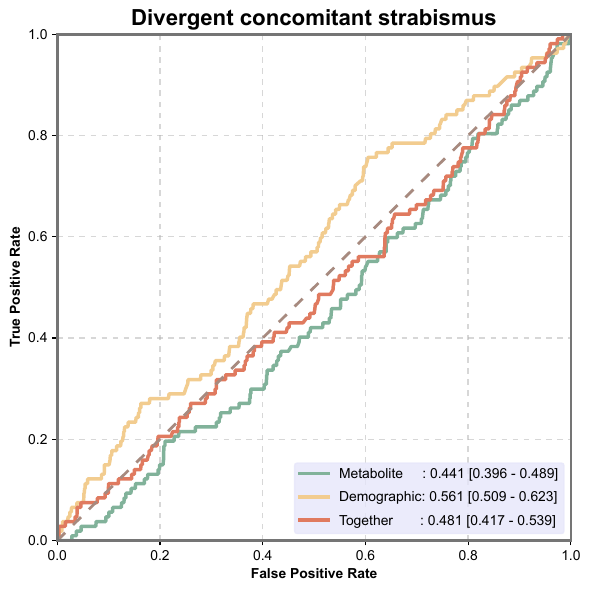 Divergent concomitant strabismus
1.0
0.8
0.6
0.4
0.2
0.0
True Positive Rate
Metabolite : 0.441 [0.396 - 0.489]
Demographic: 0.561 [0.509 - 0.623]
Together : 0.481 [0.417 - 0.539]
0.0 0.2 0.4 0.6 0.8 1.0
False Positive Rate